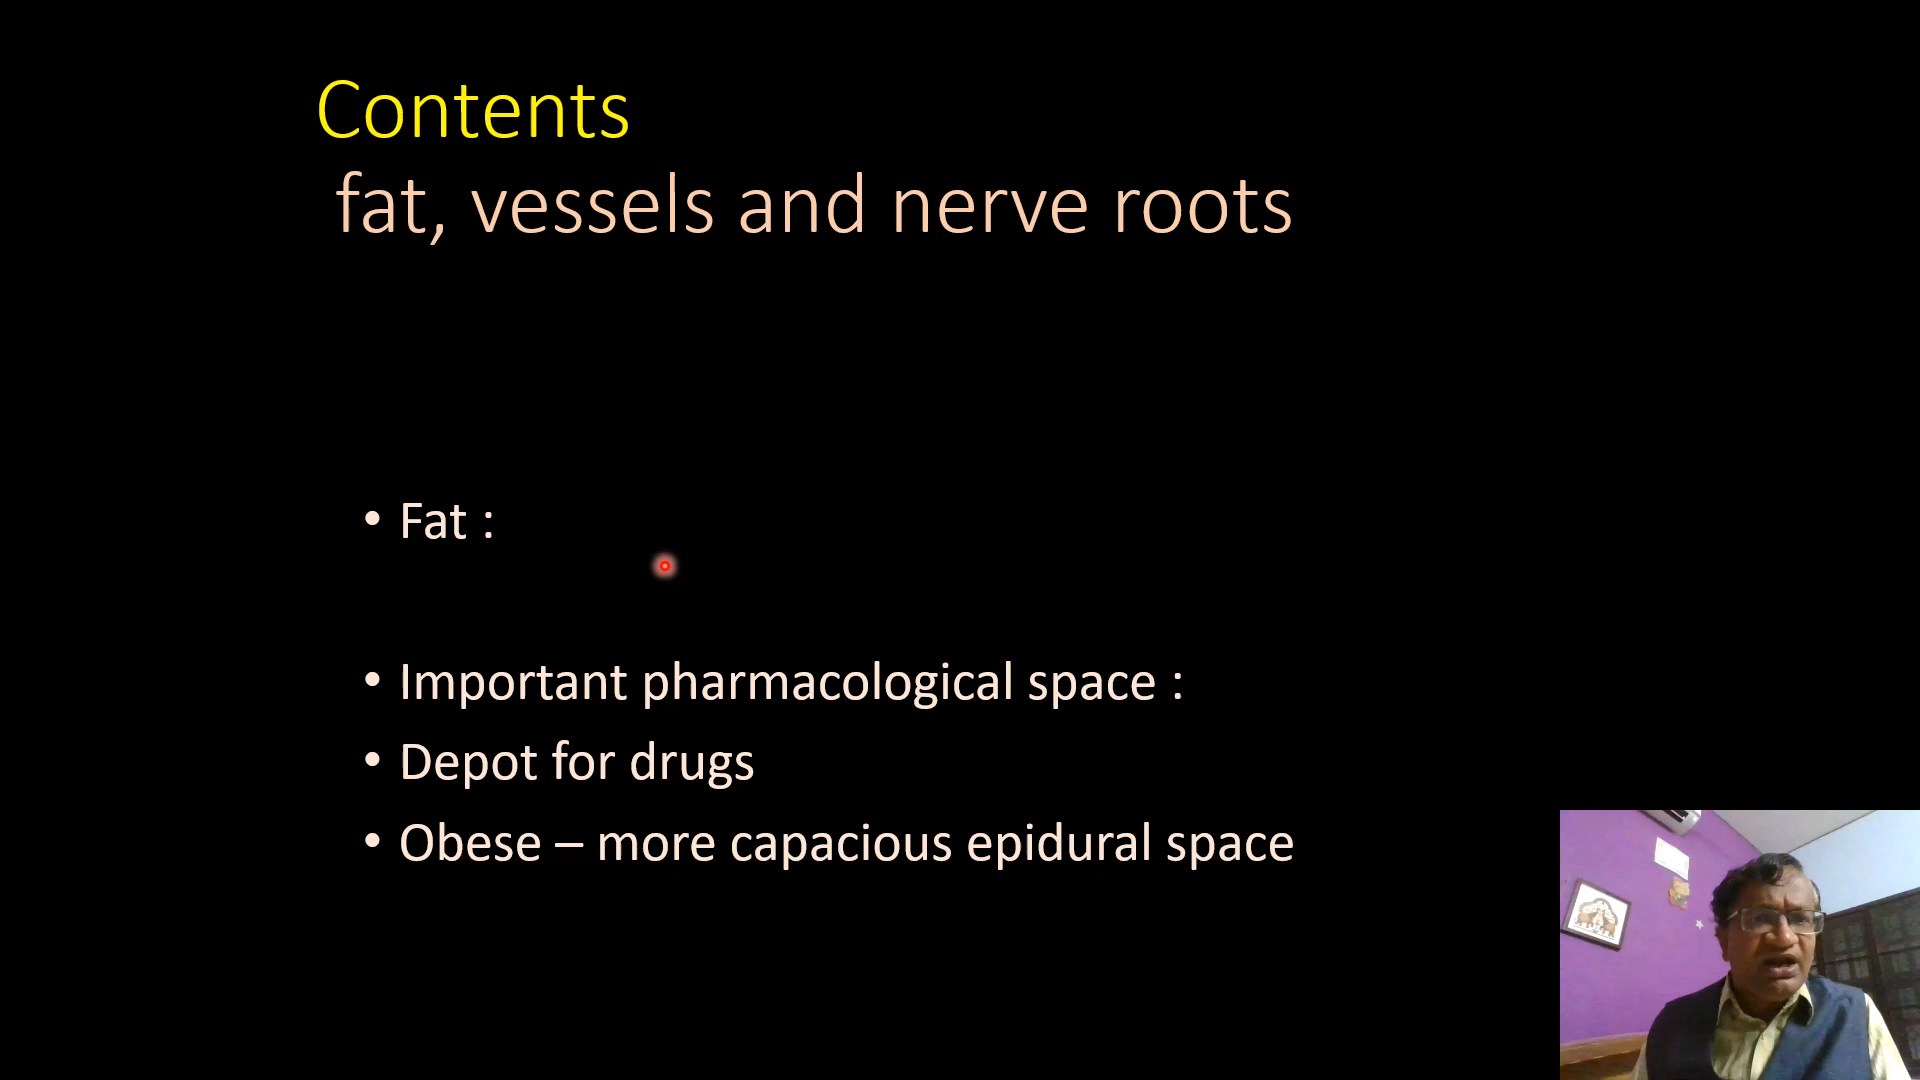 Contents
fat, vessels and nerve roots
• Fat :
• Important pharmacological space :
• Depot for drugs
• Obese – more capacious epidural space